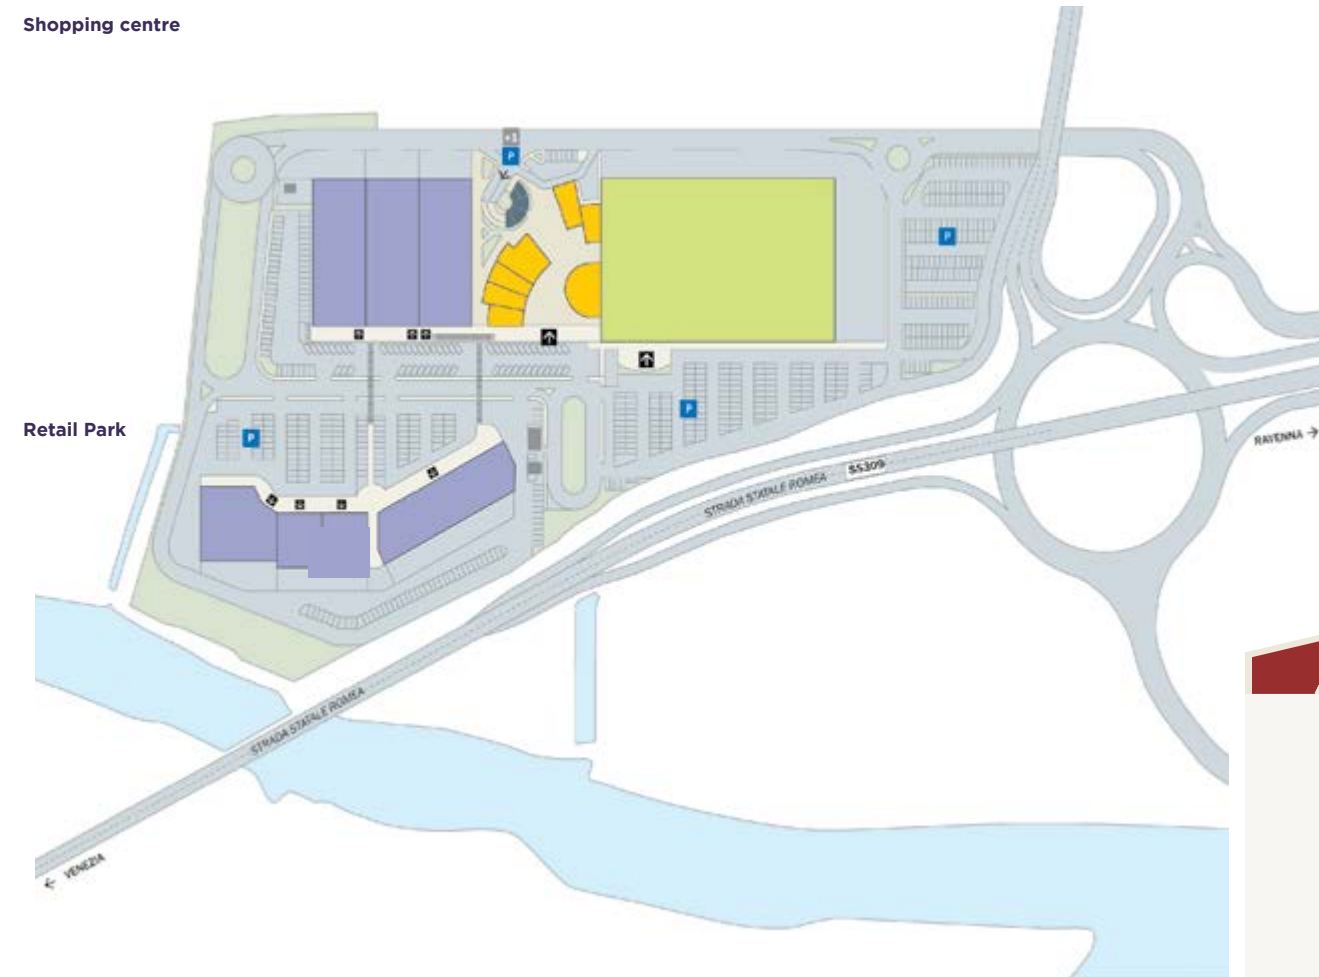 Shopping centre
+1
P
P
P
Retail Park
P
RAVENNA →
SS309
STRADA STATALE ROMEA
STRADA STATALE ROMEA
← VENEZIA